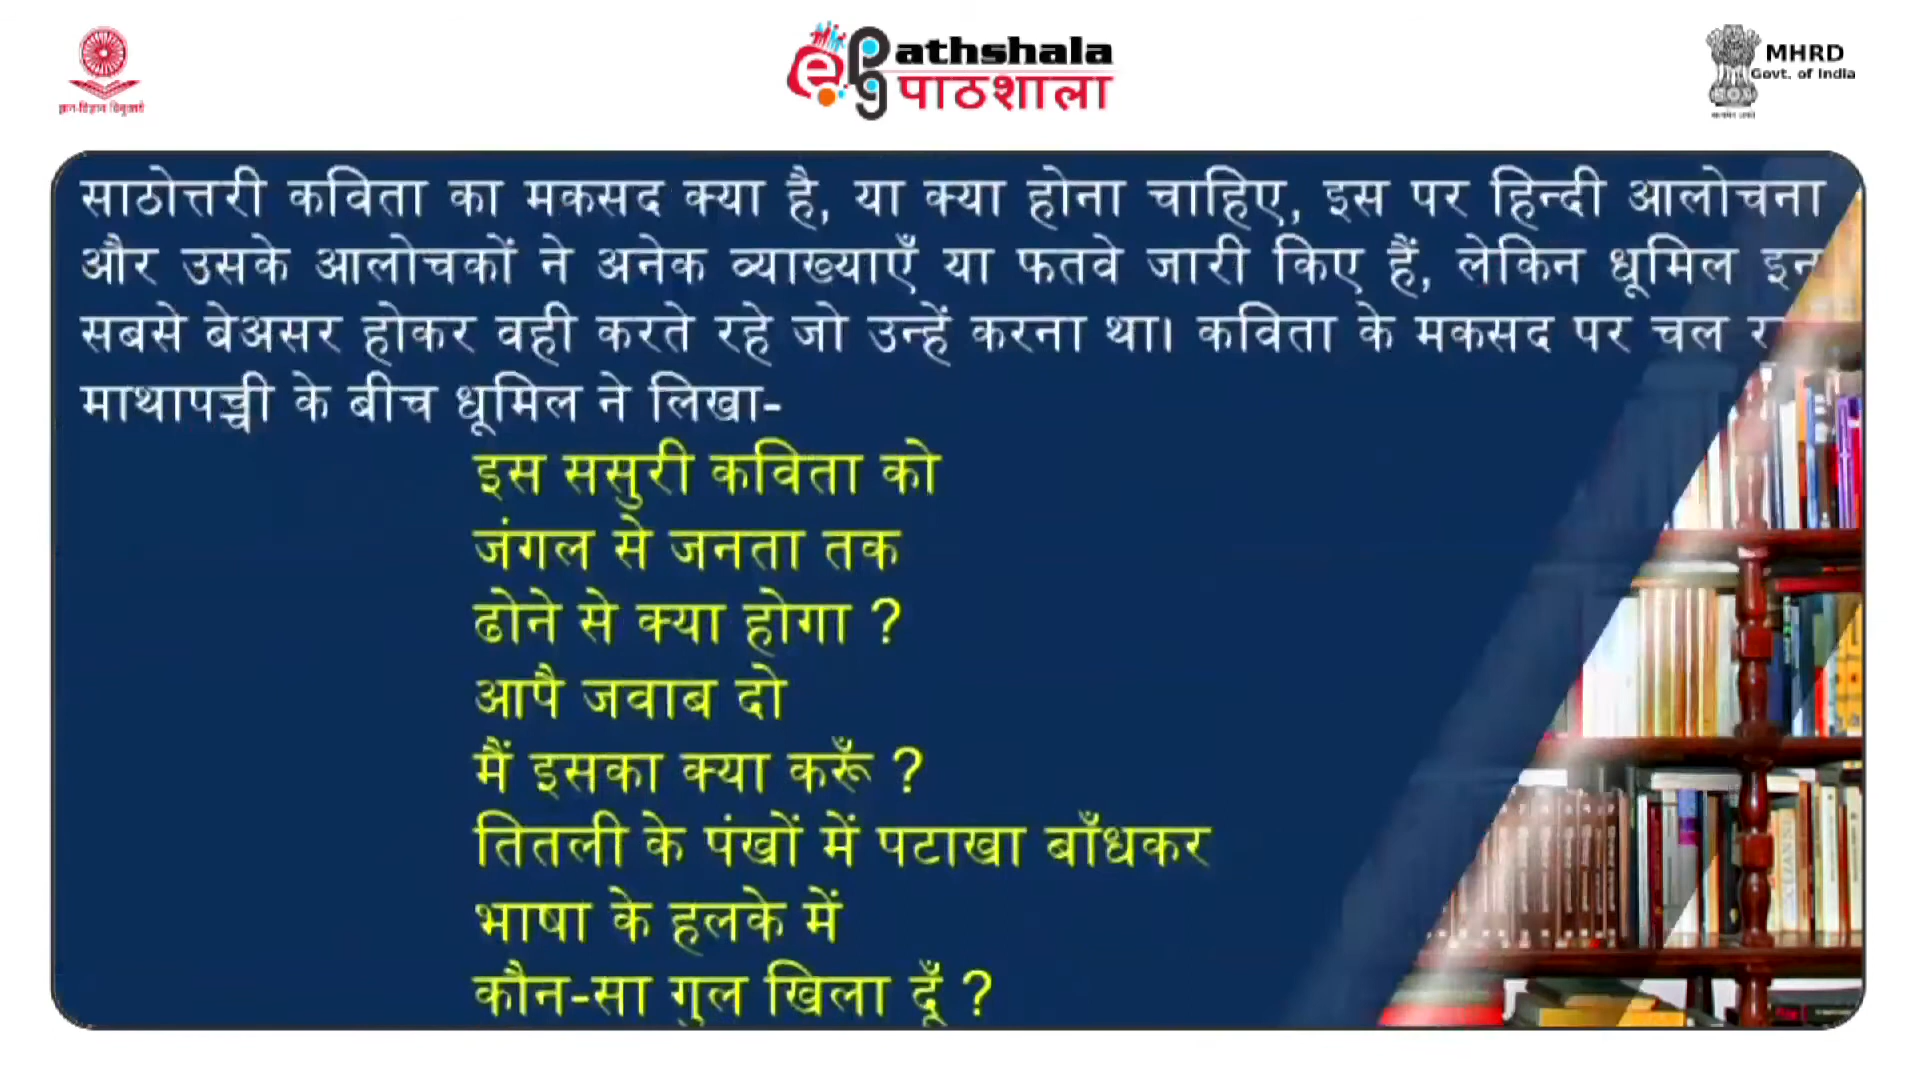 ज्ञान-विज्ञान विमुक्तये
e pg athshala
पाठशाला
MHRD
Govt. of India
साठोत्तरी कविता का मकसद क्या है, या क्या होना चाहिए, इस पर हिन्दी आलोचना
और उसके आलोचकों ने अनेक व्याख्याएँ या फतवे जारी किए हैं, लेकिन धूमिल इन
सबसे बेअसर होकर वही करते रहे जो उन्हें करना था। कविता के मकसद पर चल
माथापच्ची के बीच धूमिल ने लिखा-
इस ससुरी कविता को
जंगल से जनता तक
ढोने से क्या होगा ?
आपै जवाब दो
मैं इसका क्या करूँ ?
तितली के पंखों में पटाखा बाँधकर
भाषा के हलके में
कौन-सा गुल खिला दूँ ?